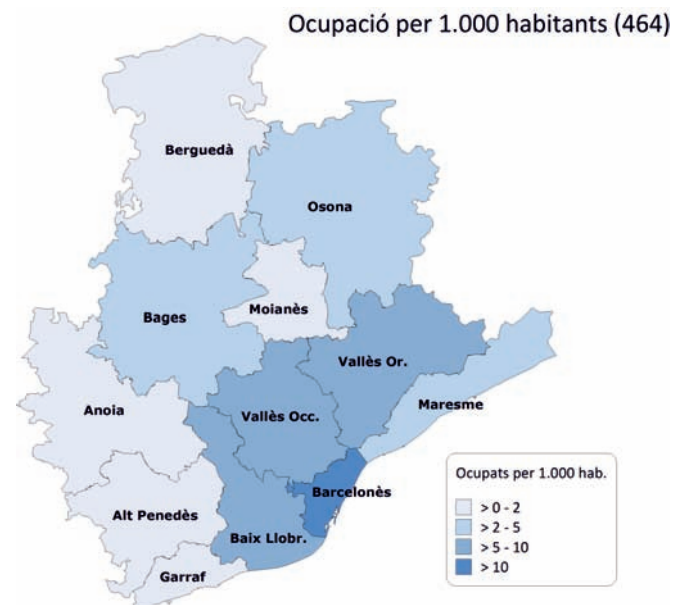 Ocupació per 1.000 habitants (464)
Berguedà
Osona
Moianès
Bages
Vallès Or.
Anoia
Vallès Occ.
Maresme
Barcelonès
Alt Penedès
Baix Llobr.
Garraf
Ocupats per 1.000 hab.
> 0 - 2
> 2 - 5
> 5 - 10
> 10